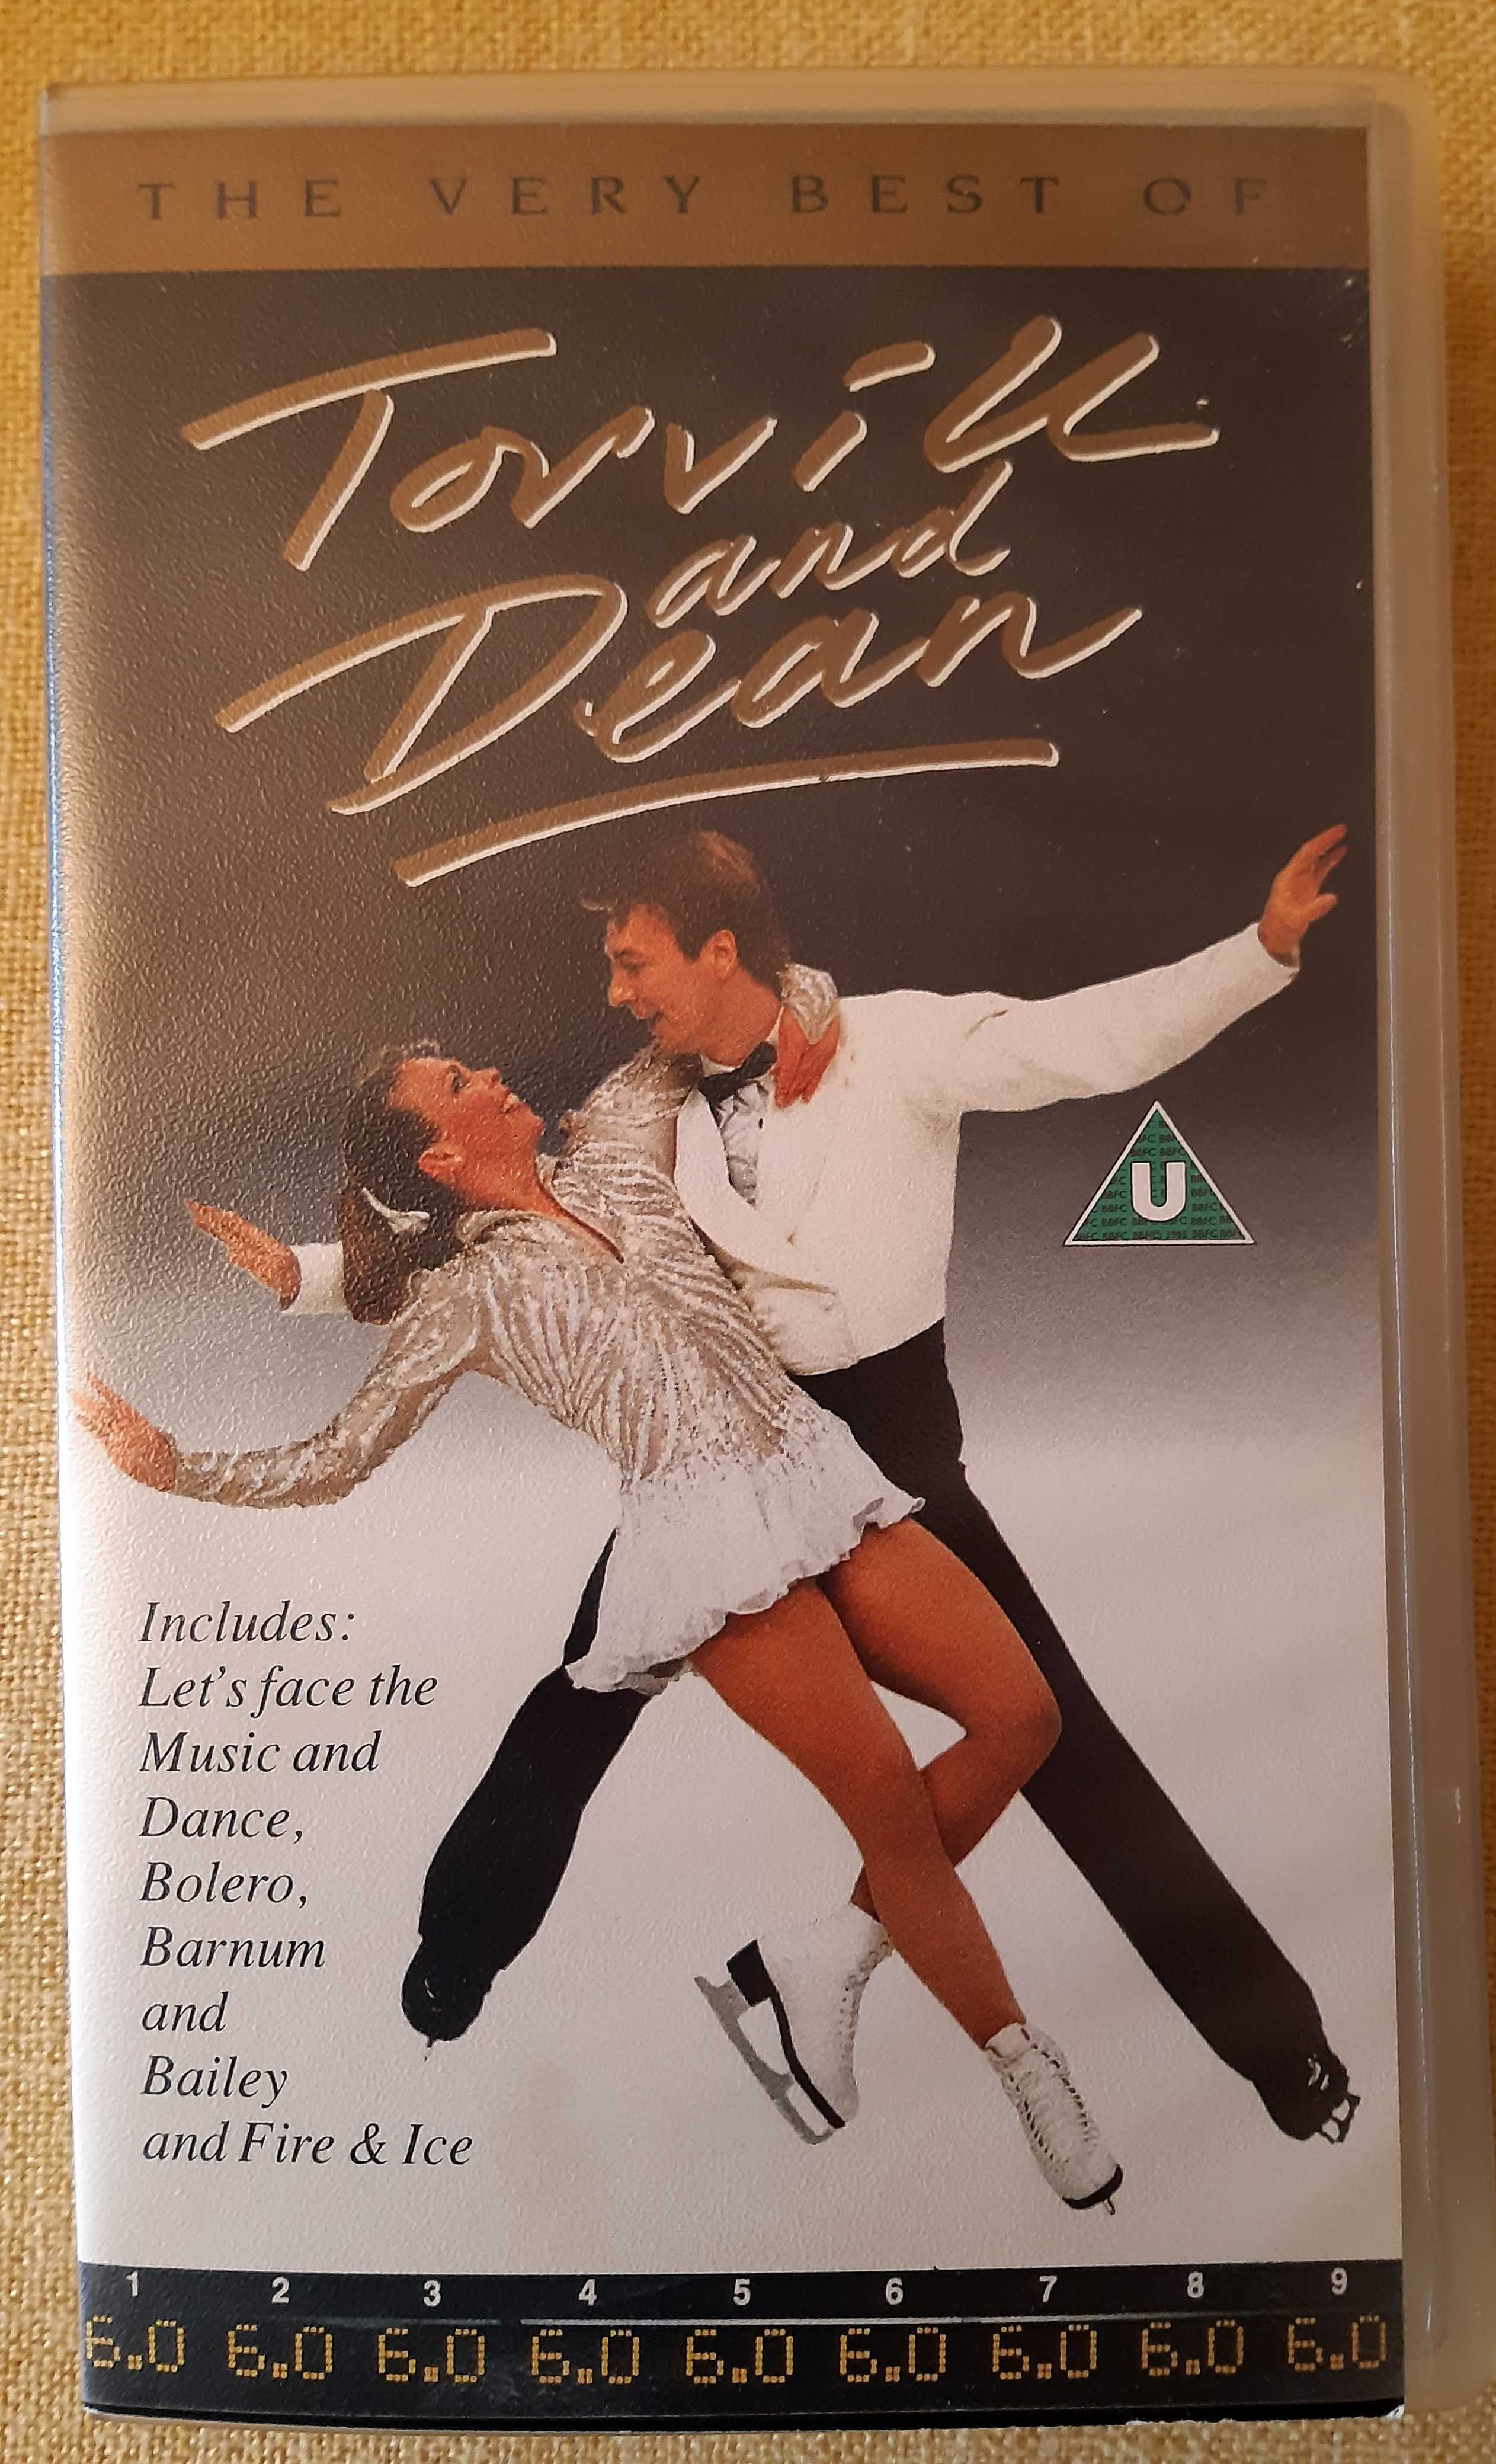 THE VERY BEST OF
Torvill
and
Dean
U
Includes:
Let's face the
Music and
Dance,
Bolero,
Barnum
and
Bailey
and Fire & Ice
1 2 3 4 5 6 7 8 9
6.0 6.0 6.0 6.0 6.0 6.0 6.0 6.0 6.0